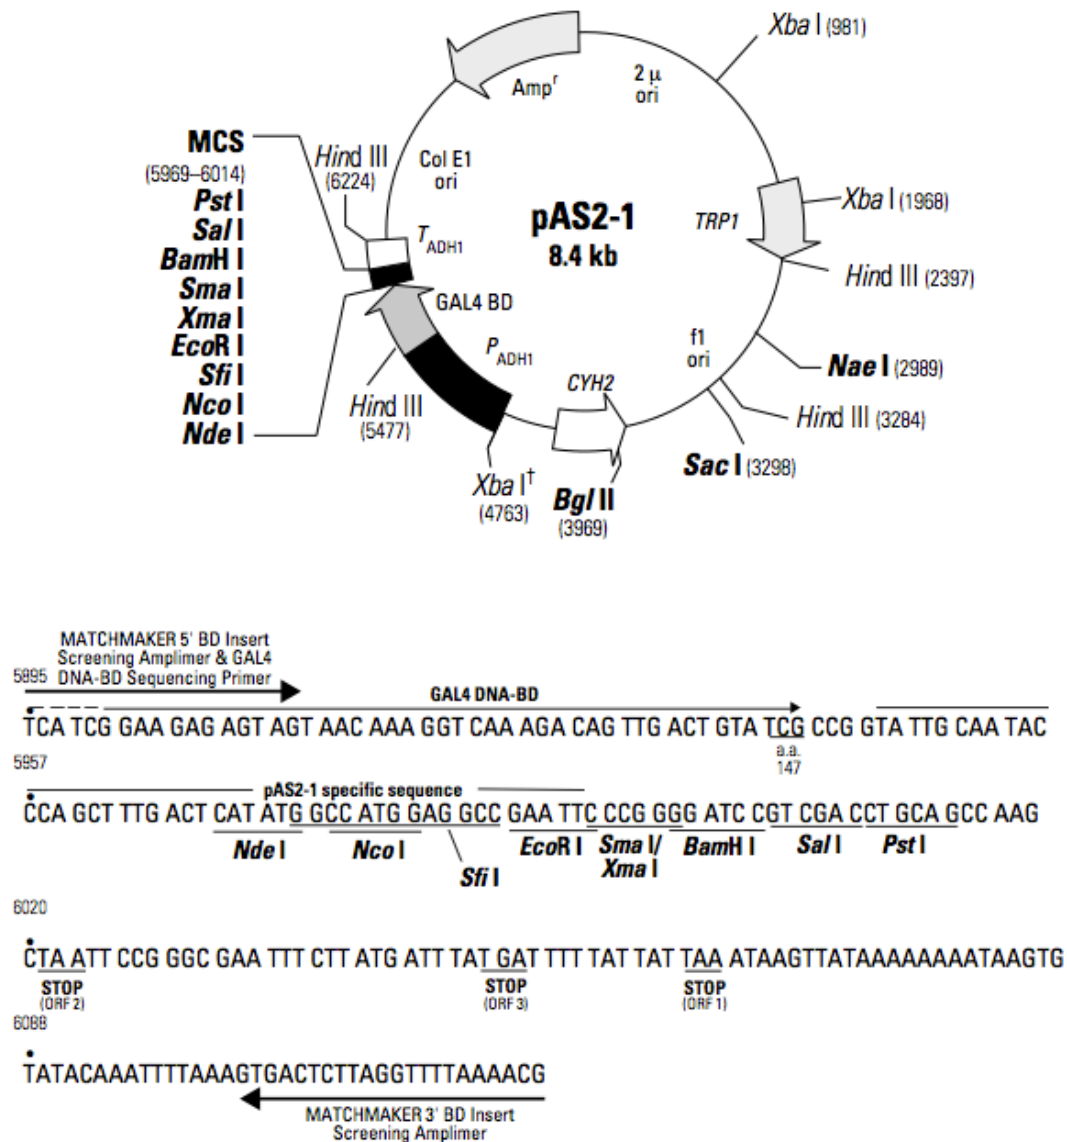 Xba I (981)
2 µ
ori
Ampʳ
MCS
(5969–6014)
Hind III
(6224)
Col E1
ori
Pst I
Sal I
BamH I
Sma I
Xma I
EcoR I
Sfi I
Nco I
Nde I
pAS2-1
8.4 kb
TRP1
Xba I (1968)
T ADH1
Hind III (2397)
GAL4 BD
P ADH1
f1
ori
Nae I (2989)
CYH2
Hind III
(5477)
Hind III (3284)
Sac I (3298)
Xba I†
(4763)
Bgl II
(3969)
MATCHMAKER 5' BD Insert
Screening Amplimer & GAL4
DNA-BD Sequencing Primer
5895
GAL4 DNA-BD
TCA TCG GAA GAG AGT AGT AAC AAA GGT CAA AGA CAG TTG ACT GTA TCG CCG GTA TTG CAA TAC
a.a.
147
5957
pAS2-1 specific sequence
CCA GCT TTG ACT CAT ATG GCC ATG GAG GCC GAA TTC CCG GGG ATC CGT CGA CCT GCA GCC AAG
Nde I
Nco I
Sfi I
EcoR I
Sma I/
Xma I
BamH I
Sal I
Pst I
6020
CTAA TT CCG GGC GAA TTT CTT ATG ATT TAT GAT TTT TAT TAT TAA ATAAGTTATAAAAAAAATAAGTG
STOP
(ORF 2)
STOP
(ORF 3)
STOP
(ORF 1)
6088
TATACAAATTTTAAAGTGACTCTTAGGTTTTAAAACG
MATCHMAKER 3' BD Insert
Screening Amplimer